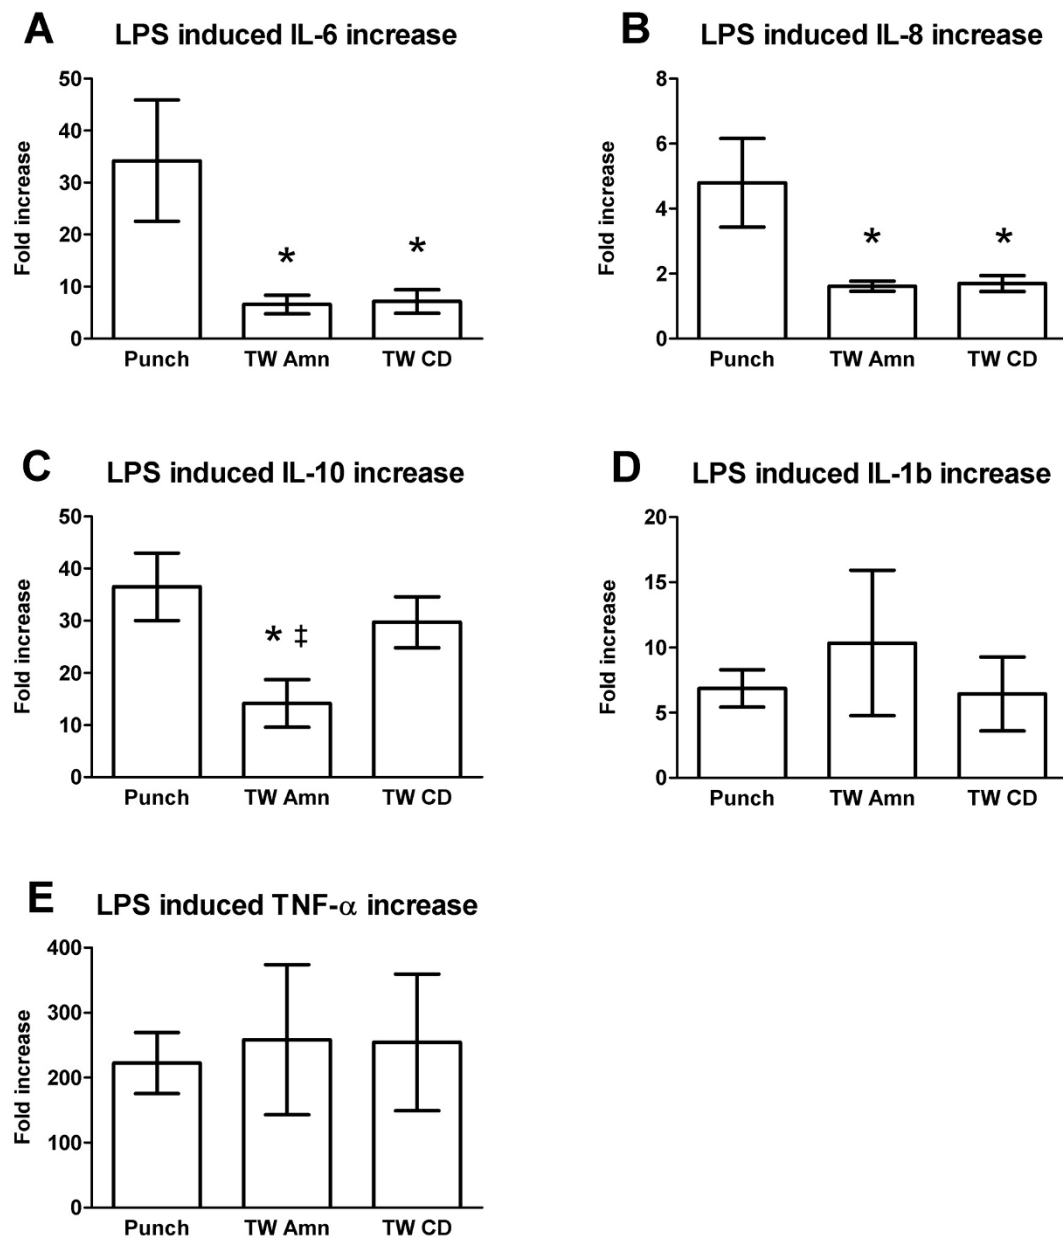 A LPS induced IL-6 increase
Fold increase
50
40
30
20
10
0
* *
Punch TW Amn TW CD
B LPS induced IL-8 increase
Fold increase
8
6
4
2
0
* *
Punch TW Amn TW CD
C LPS induced IL-10 increase
Fold increase
50
40
30
20
10
0
* ‡
Punch TW Amn TW CD
D LPS induced IL-1b increase
Fold increase
20
15
10
5
0
Punch TW Amn TW CD
E LPS induced TNF-α increase
Fold increase
400
300
200
100
0
Punch TW Amn TW CD